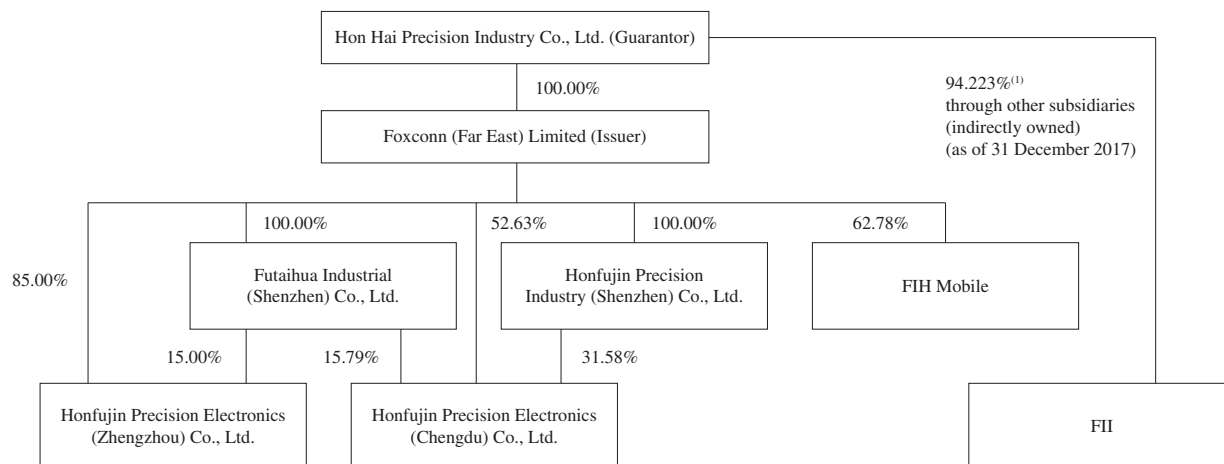 Hon Hai Precision Industry Co., Ltd. (Guarantor)
100.00%
94.223%(1)
through other subsidiaries
(indirectly owned)
(as of 31 December 2017)
Foxconn (Far East) Limited (Issuer)
85.00%
100.00%
52.63%
100.00%
62.78%
Futaihua Industrial
(Shenzhen) Co., Ltd.
Honfujin Precision
Industry (Shenzhen) Co., Ltd.
FIH Mobile
15.00%
15.79%
31.58%
Honfujin Precision Electronics
(Zhengzhou) Co., Ltd.
Honfujin Precision Electronics
(Chengdu) Co., Ltd.
FII